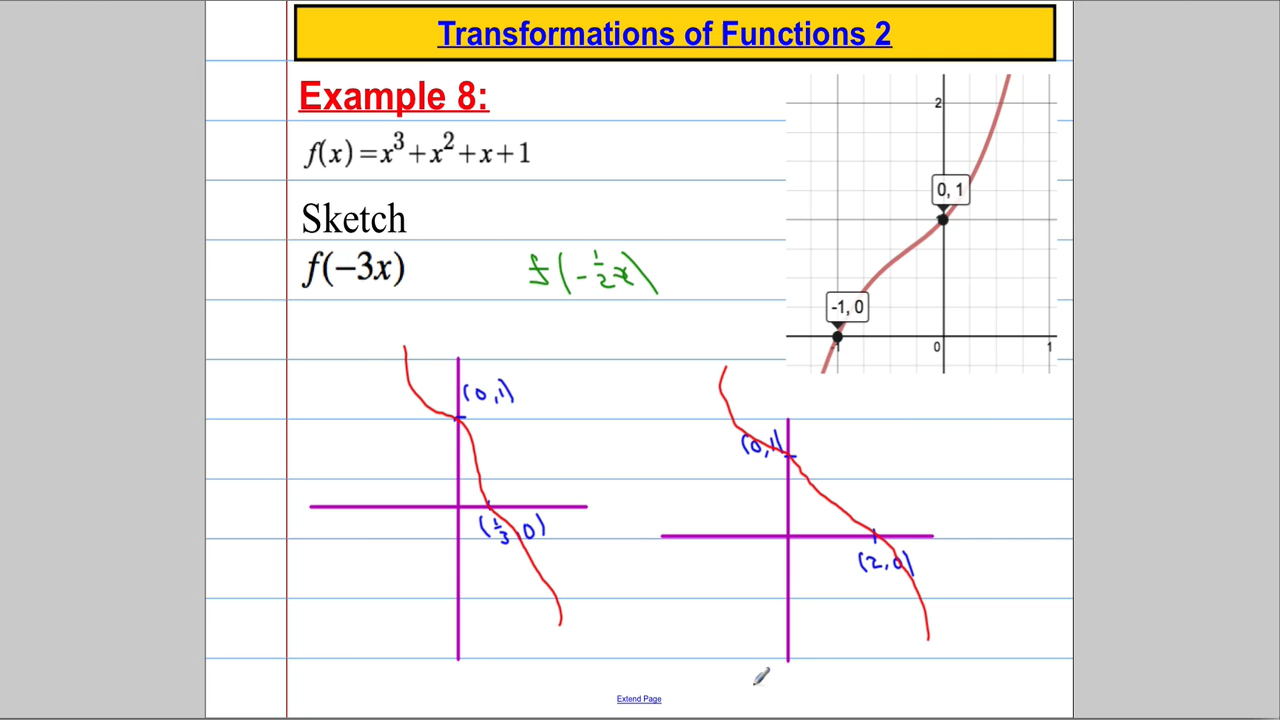 Transformations of Functions 2
Example 8:
f(x) = x³ + x² + x + 1
Sketch
f(−3x)
f(-½x)
2
0, 1
-1, 0
-1
0
1
(0,1)
(⅓,0)
(0,1)
(2,0)
Extend Page